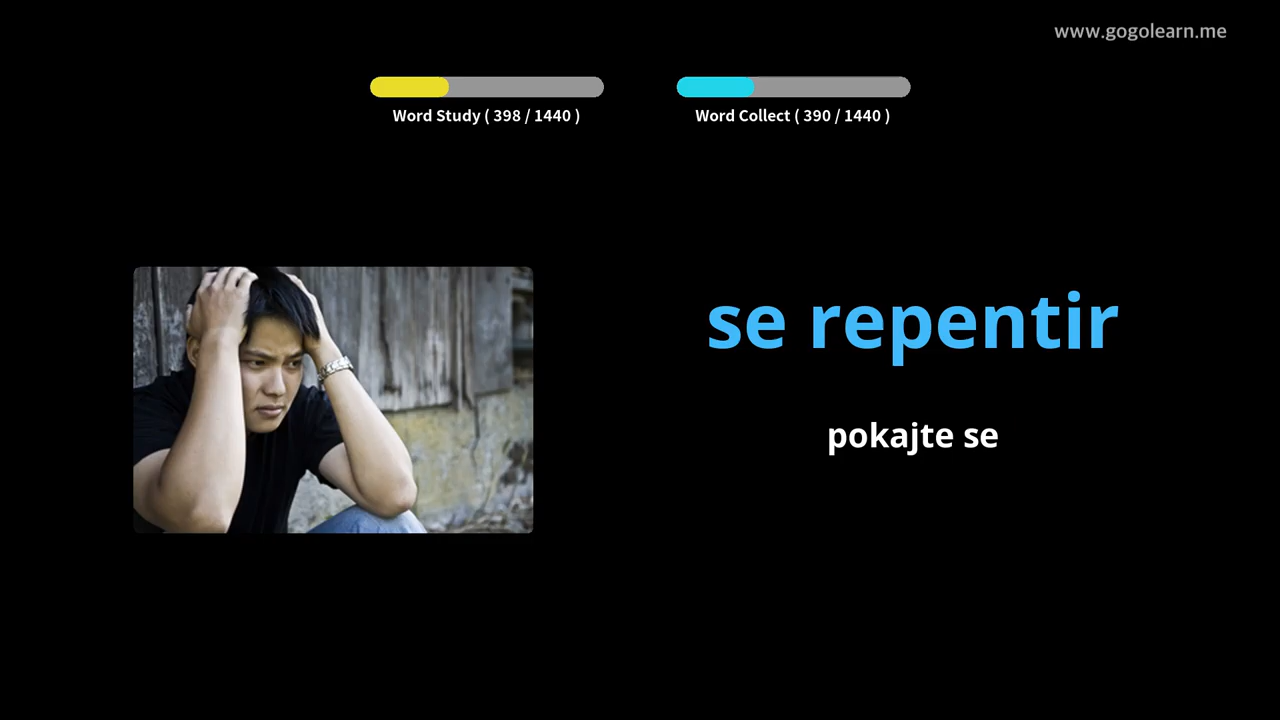 www.gogolearn.me
Word Study ( 398 / 1440 )
Word Collect ( 390 / 1440 )
se repentir
pokajte se